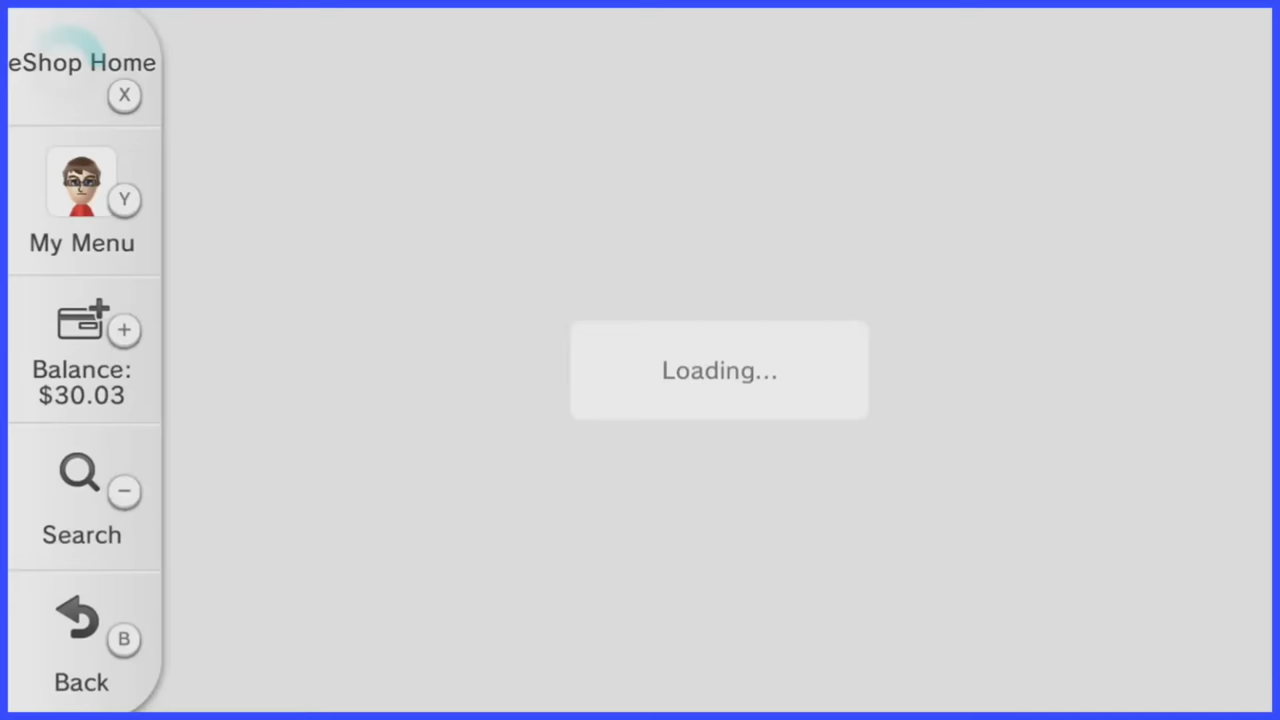 eShop Home
X
Y
My Menu
+
Balance:
$30.03
−
Search
B
Back
Loading...